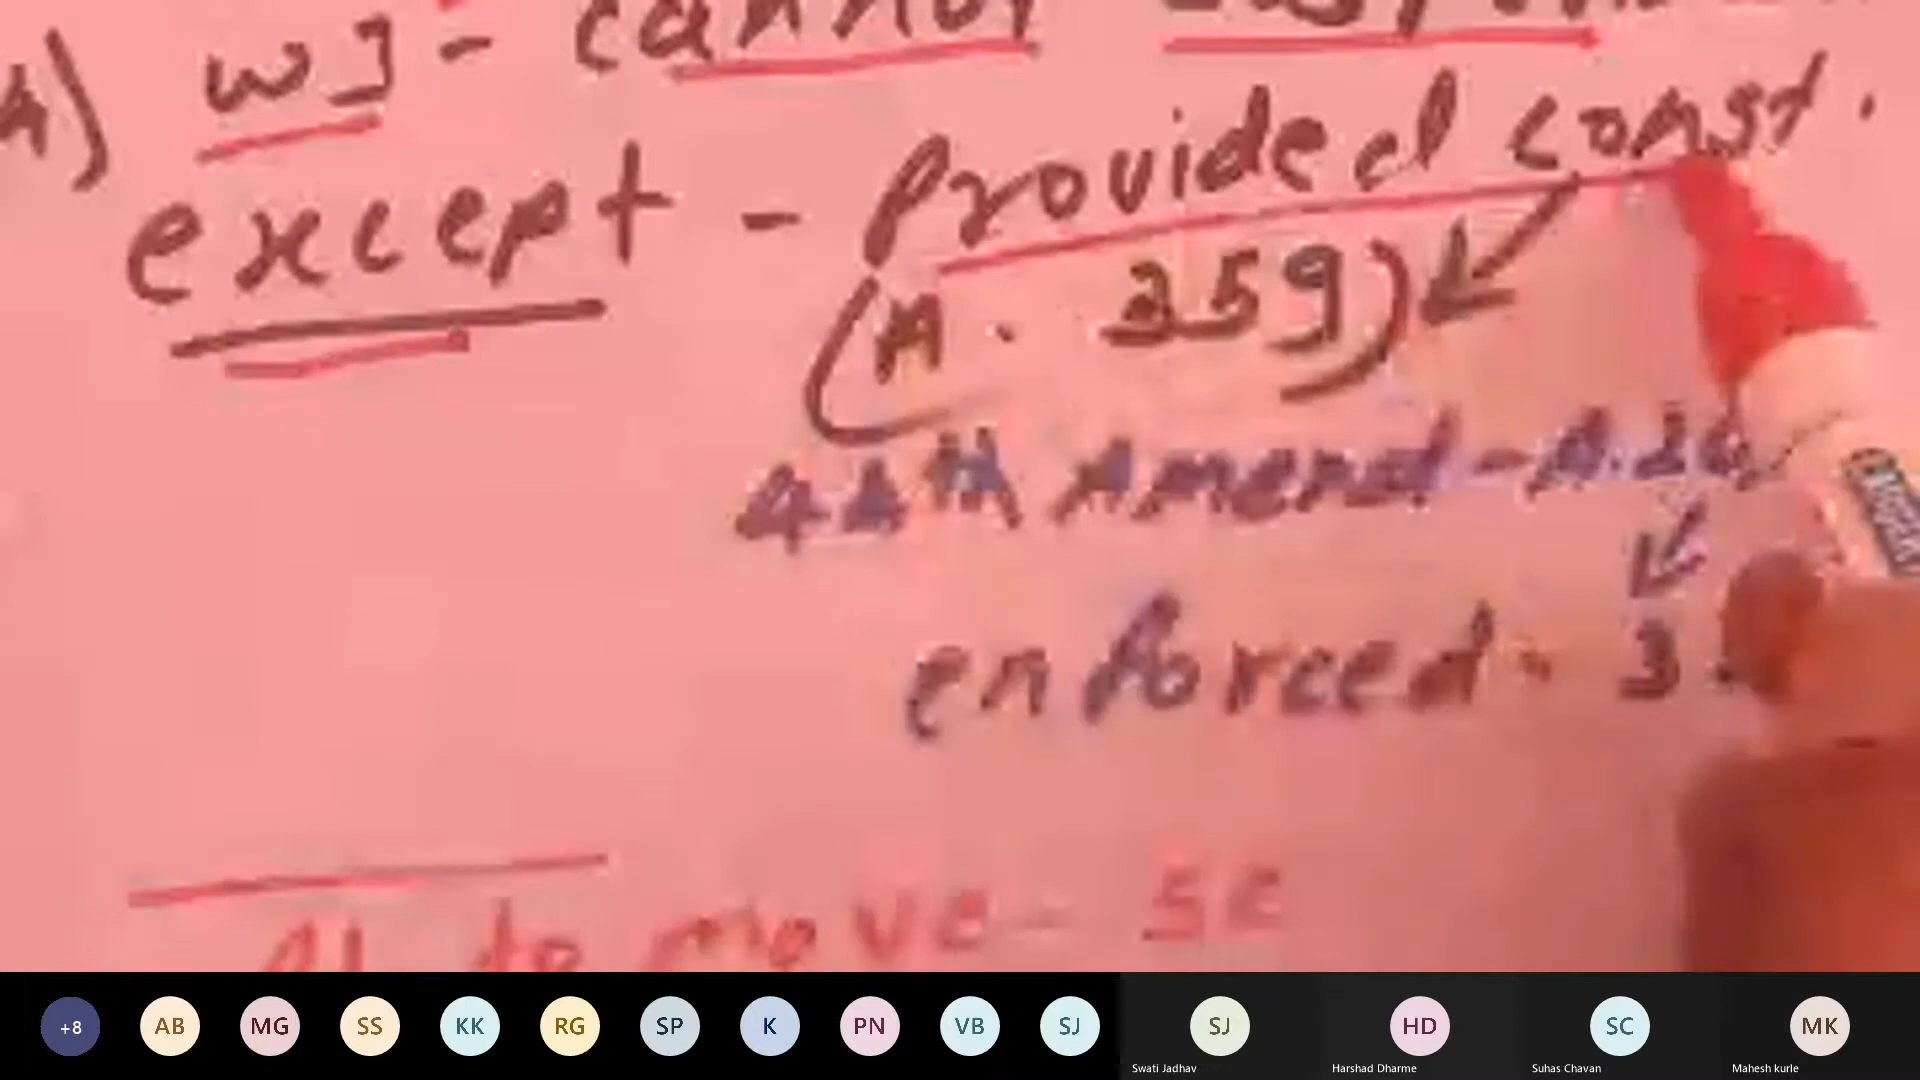 4) W J - cannot
except - Provided const.
(A. 359)
44th Amend - A. 20
enforced - 3
to move - SC
+8 AB MG SS KK RG SP K PN VB SJ SJ HD SC MK
Swati Jadhav Harshad Dharme Suhas Chavan Mahesh kurle